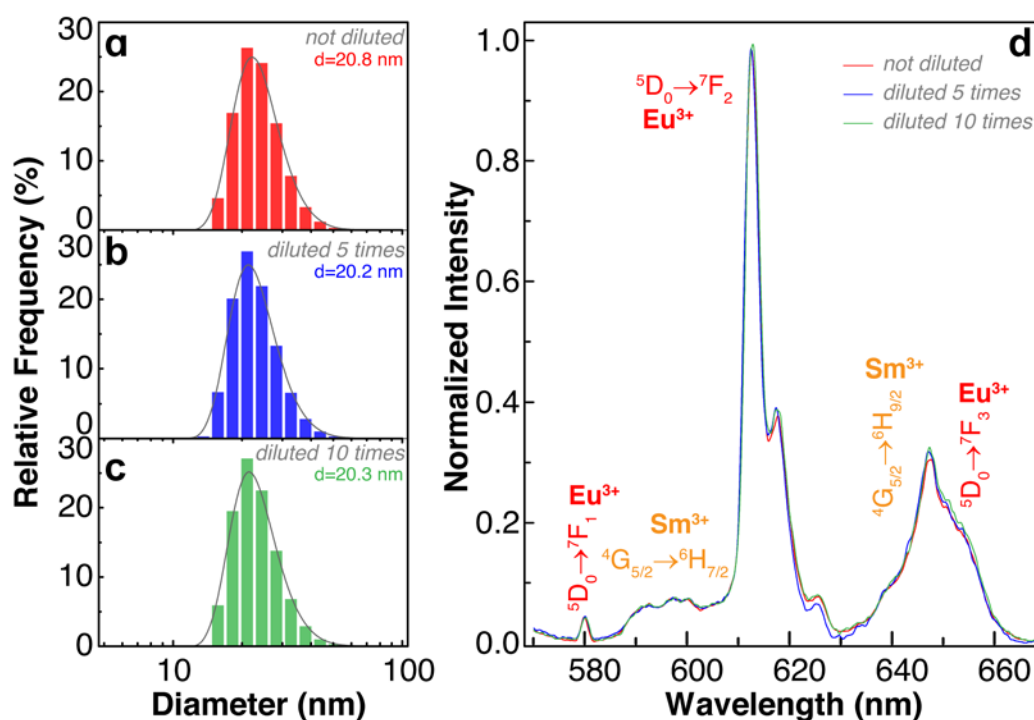 Relative Frequency (%)
a
not diluted
d=20.8 nm
30
20
10
0
b
diluted 5 times
d=20.2 nm
30
20
10
0
c
diluted 10 times
d=20.3 nm
30
20
10
0
10
100
Diameter (nm)
Normalized Intensity
d
1.0
0.8
0.6
0.4
0.2
0.0
not diluted
diluted 5 times
diluted 10 times
⁵D₀→⁷F₂
Eu³⁺
Eu³⁺
⁵D₀→⁷F₁
Sm³⁺
⁴G₅/₂→⁶H₇/₂
Sm³⁺
⁴G₅/₂→⁶H₉/₂
Eu³⁺
⁵D₀→⁷F₃
580
600
620
640
660
Wavelength (nm)